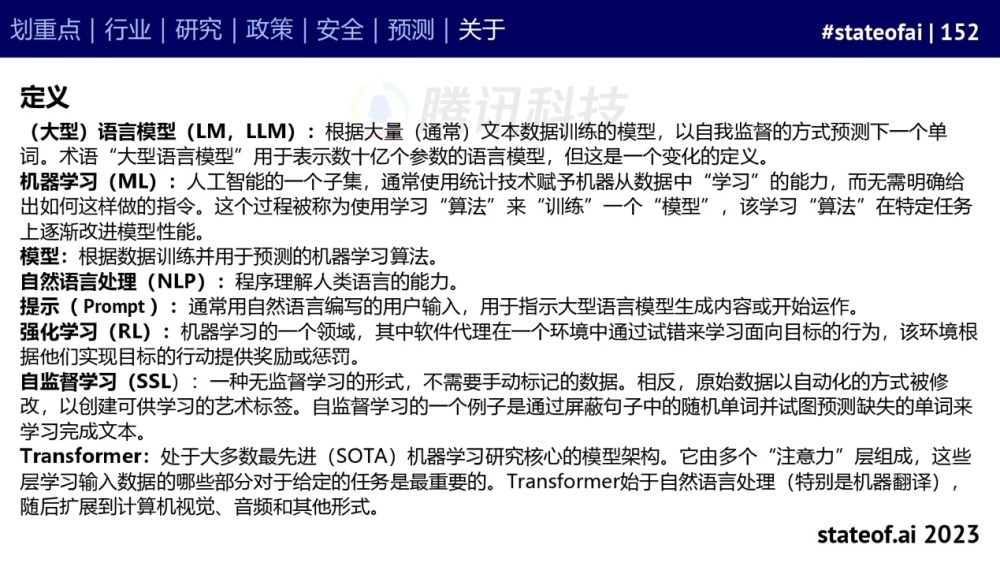 划重点 | 行业 | 研究 | 政策 | 安全 | 预测 | 关于
#stateofai | 152
腾讯科技
定义
（大型）语言模型（LM，LLM）：根据大量（通常）文本数据训练的模型，以自我监督的方式预测下一个单
词。术语“大型语言模型”用于表示数十亿个参数的语言模型，但这是一个变化的定义。
机器学习（ML）：人工智能的一个子集，通常使用统计技术赋予机器从数据中“学习”的能力，而无需明确给
出如何这样做的指令。这个过程被称为使用学习“算法”来“训练”一个“模型”，该学习“算法”在特定任务
上逐渐改进模型性能。
模型：根据数据训练并用于预测的机器学习算法。
自然语言处理（NLP）：程序理解人类语言的能力。
提示（ Prompt ）：通常用自然语言编写的用户输入，用于指示大型语言模型生成内容或开始运作。
强化学习（RL）：机器学习的一个领域，其中软件代理在一个环境中通过试错来学习面向目标的行为，该环境根
据他们实现目标的行动提供奖励或惩罚。
自监督学习（SSL）：一种无监督学习的形式，不需要手动标记的数据。相反，原始数据以自动化的方式被修
改，以创建可供学习的艺术标签。自监督学习的一个例子是通过屏蔽句子中的随机单词并试图预测缺失的单词来
学习完成文本。
Transformer：处于大多数最先进（SOTA）机器学习研究核心的模型架构。它由多个“注意力”层组成，这些
层学习输入数据的哪些部分对于给定的任务是最重要的。Transformer始于自然语言处理（特别是机器翻译），
随后扩展到计算机视觉、音频和其他形式。
stateof.ai 2023